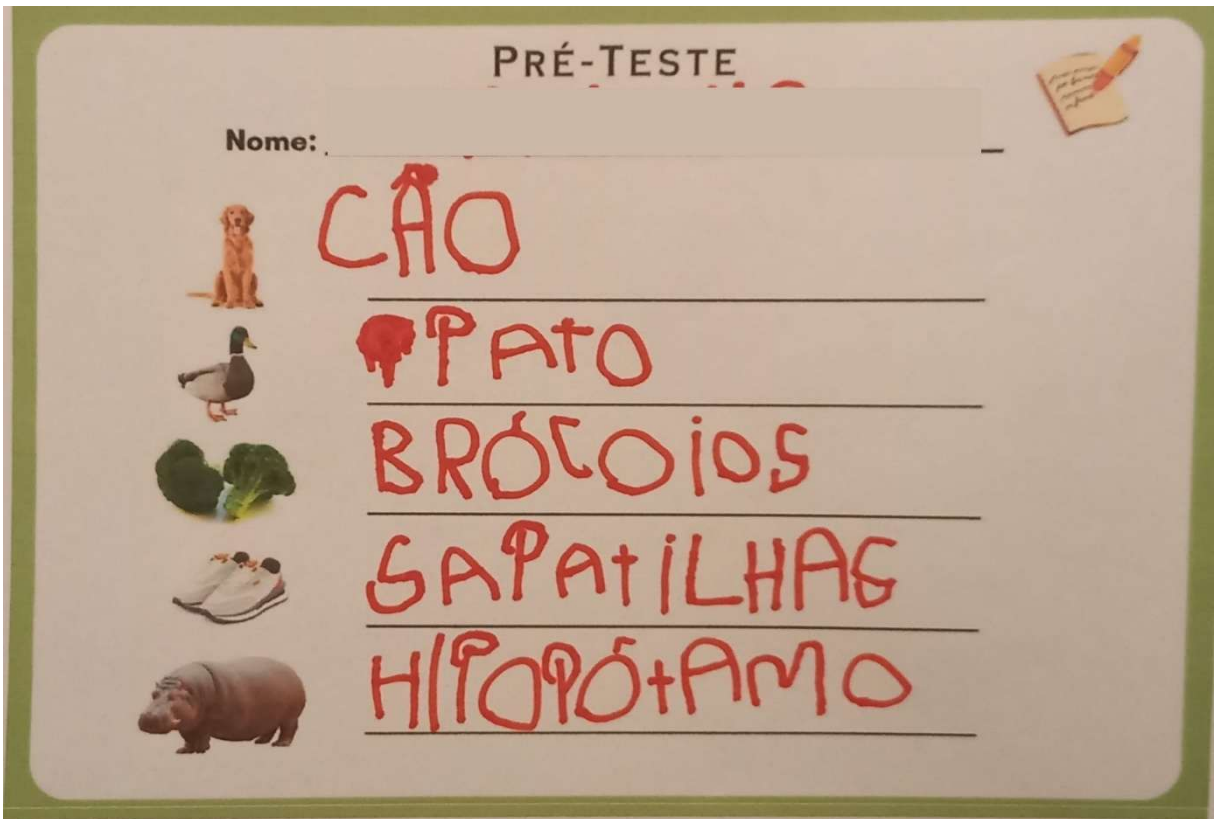 PRÉ-TESTE
Nome:
CÃO
PATO
BRÓCOIOS
SAPATILHAS
HIPOPÓTAMO